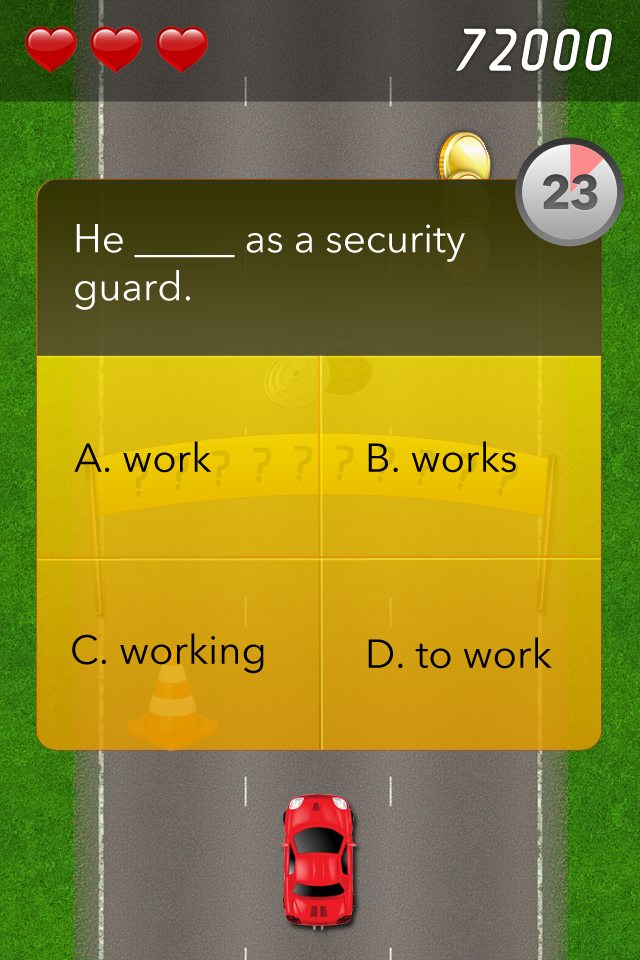 72000
23
He _____ as a security
guard.
? ? ? ? ? ? ? ? ? ?
A. work
B. works
C. working
D. to work